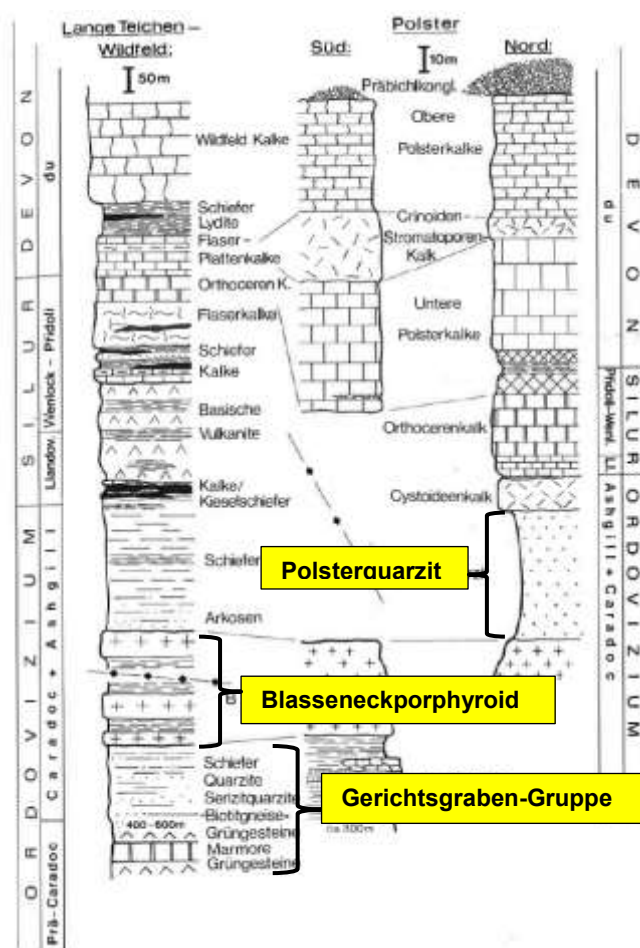 Lange Teichen –
Wildfeld:
50m
Polster
Süd:
10m
Nord:
Präbichlkongl.
Wildfeld Kalke
Obere
Polsterkalke
Schiefer
Lydite
Flaser-
Plattenkalke
Crinoiden
Stromatoporen-
Kalk
Orthoceren K.
Flaserkalke
Untere
Polsterkalke
Schiefer
Kalke
Basische
Vulkanite
Orthocerenkalk
Kalke/
Kieselschiefer
Cystoideenkalk
Schiefer
Polsterquarzit
Arkosen
Blasseneckporphyroid
Schiefer
Quarzite
Serizitquarzite
Biotitgneise-
Grüngesteine
Marmore
Grüngesteine
400-600m
Gerichtsgraben-Gruppe
ca 300m
DEVON
du
SILUR
Wenlock - Přidoli
Llandov.
ORDOVIZIUM
Caradoc + Ashgill
Prä-Caradoc
DEVON
du
SILUR
Pridoli-Wenl.
Ll.
ORDOVIZIUM
Ashgill + Caradoc